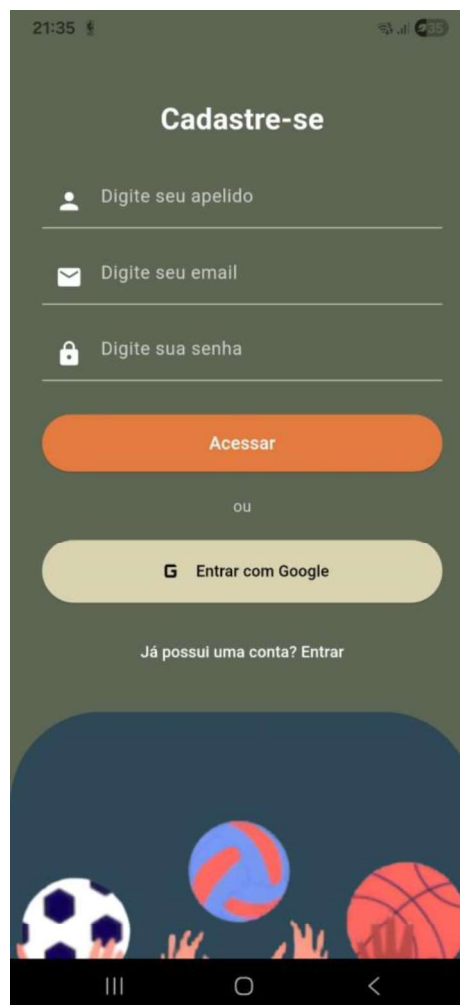 21:35
35
Cadastre-se
Digite seu apelido
Digite seu email
Digite sua senha
Acessar
ou
G Entrar com Google
Já possui uma conta? Entrar